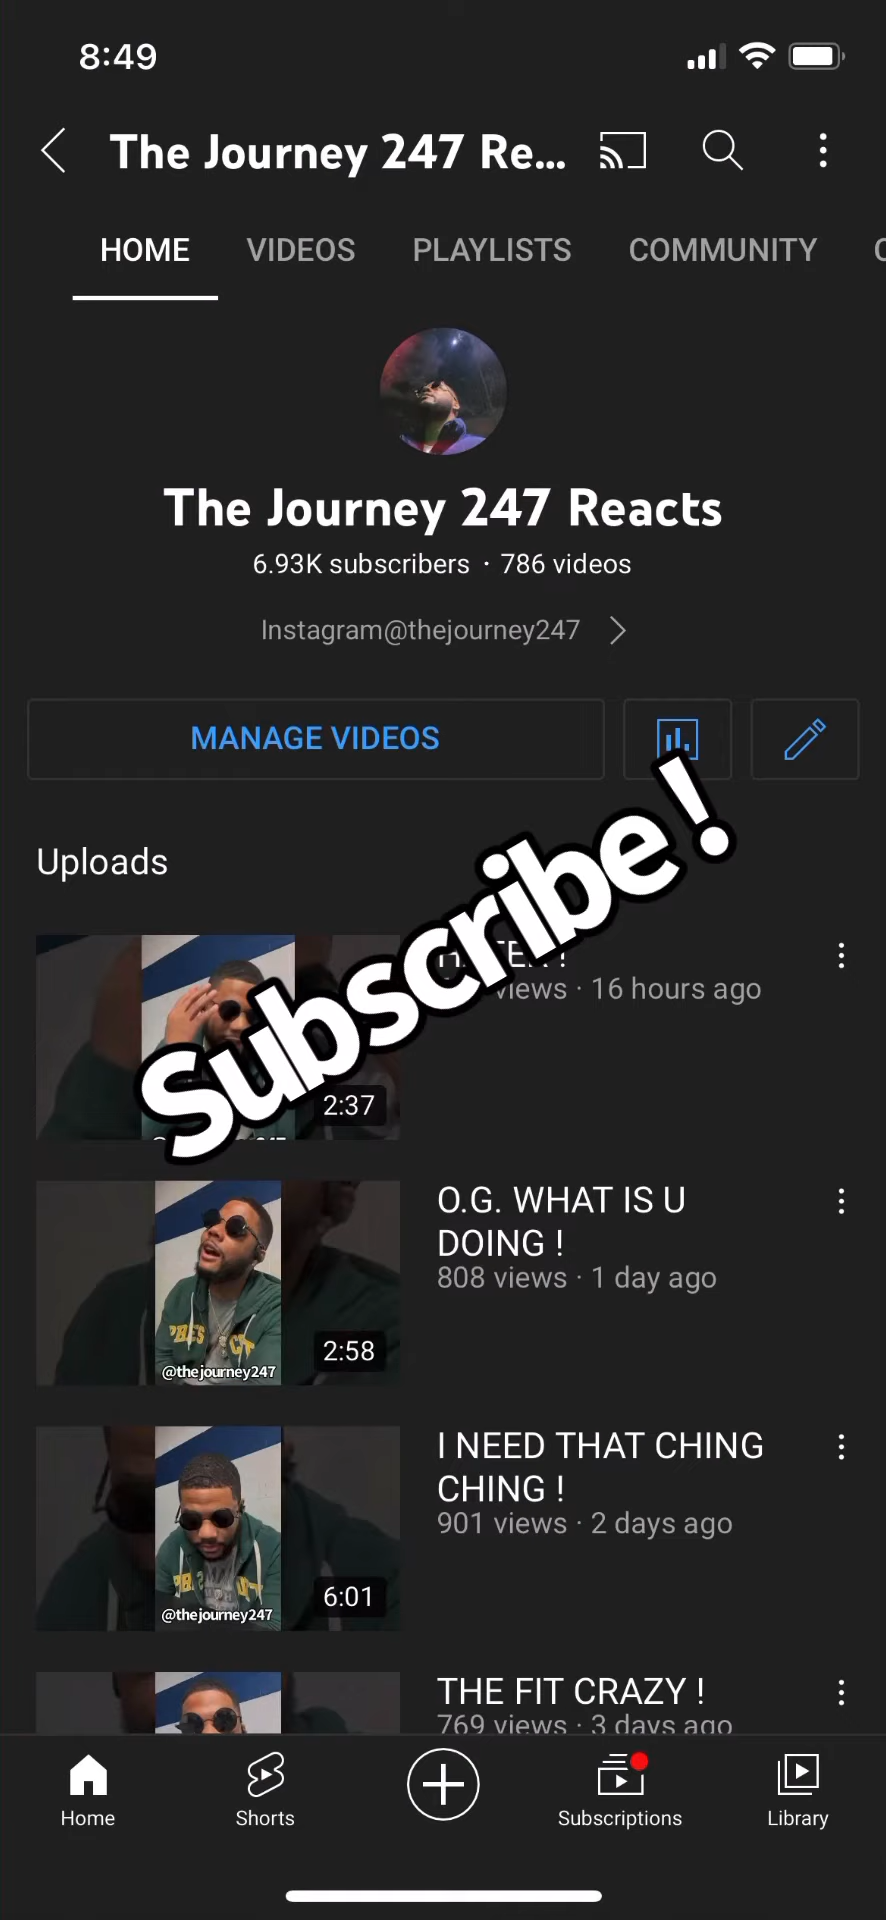 8:49
The Journey 247 Re...
HOME VIDEOS PLAYLISTS COMMUNITY
The Journey 247 Reacts
6.93K subscribers · 786 videos
Instagram@thejourney247
MANAGE VIDEOS
Subscribe!
Uploads
views · 16 hours ago
2:37
O.G. WHAT IS U
DOING !
808 views · 1 day ago
2:58
@thejourney247
I NEED THAT CHING
CHING !
901 views · 2 days ago
6:01
@thejourney247
THE FIT CRAZY !
769 views · 3 days ago
Home Shorts Subscriptions Library